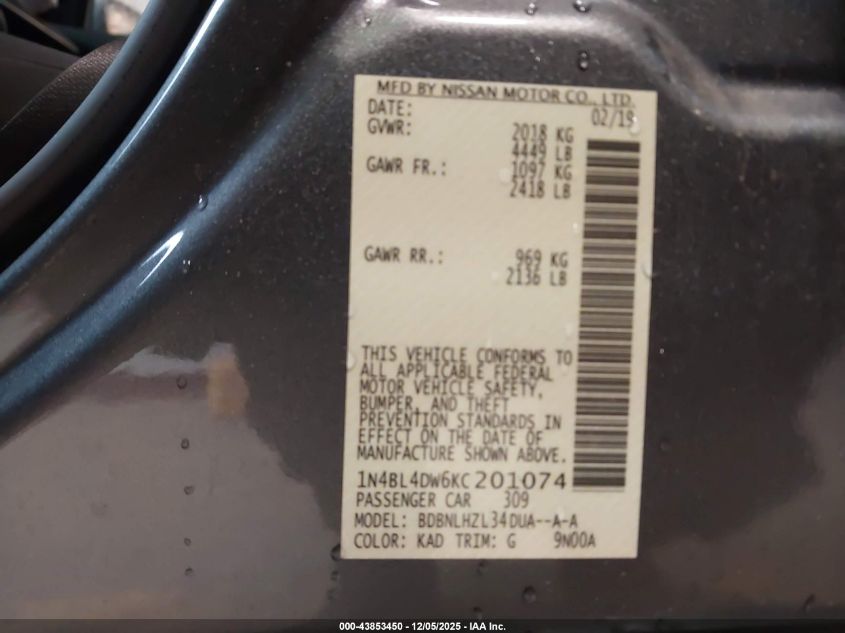 MFD BY NISSAN MOTOR CO., LTD.
DATE: 02/19
GVWR: 2018 KG
4449 LB
GAWR FR.: 1097 KG
2418 LB
GAWR RR.: 969 KG
2136 LB
THIS VEHICLE CONFORMS TO
ALL APPLICABLE FEDERAL
MOTOR VEHICLE SAFETY,
BUMPER, AND THEFT
PREVENTION STANDARDS IN
EFFECT ON THE DATE OF
MANUFACTURE SHOWN ABOVE.
1N4BL4DW6KC201074
PASSENGER CAR 309
MODEL: BDBNLHZL34DUA--A-A
COLOR: KAD TRIM: G 9N00A
000-43853450 - 12/05/2025 - IAA Inc.